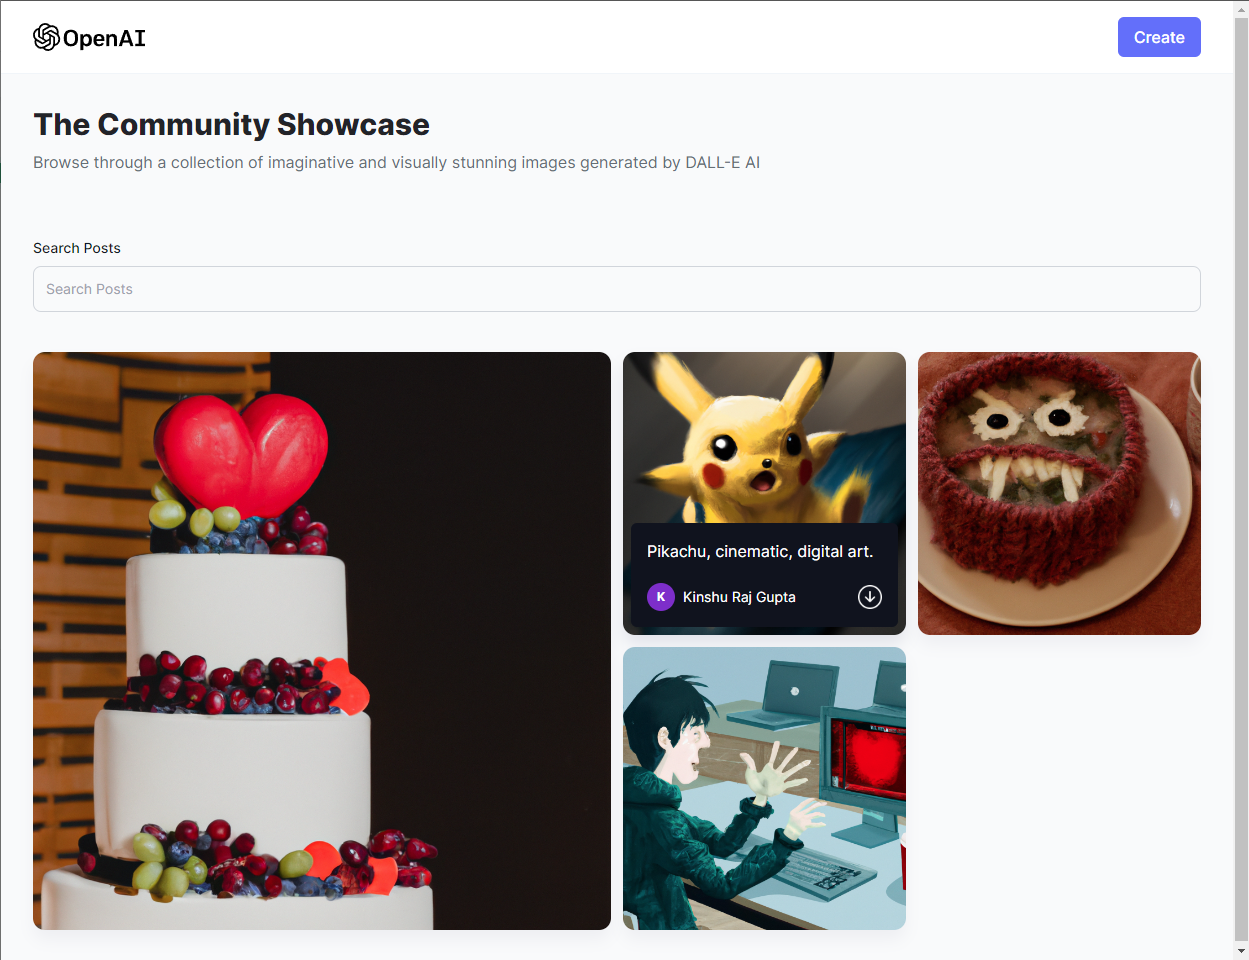 OpenAI
Create
The Community Showcase
Browse through a collection of imaginative and visually stunning images generated by DALL-E AI
Search Posts
Search Posts
Pikachu, cinematic, digital art.
K
Kinshu Raj Gupta